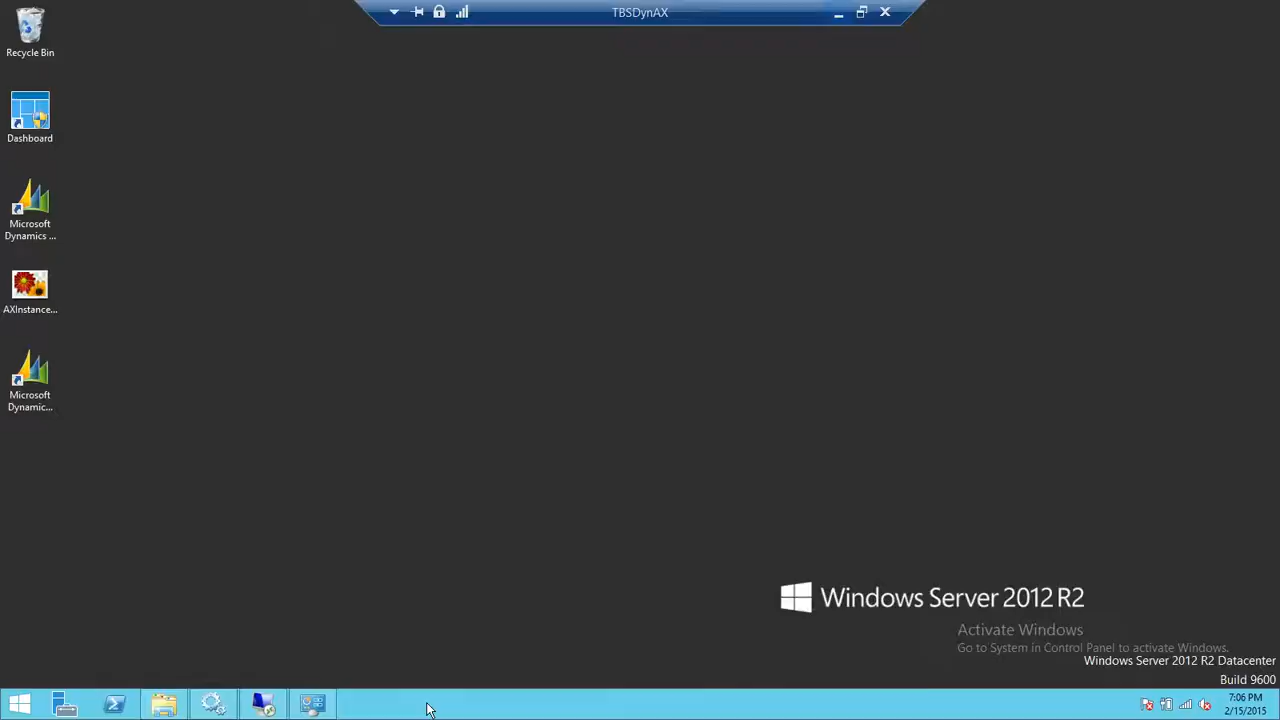 TBSDynAX
Recycle Bin
Dashboard
Microsoft
Dynamics ...
AXInstance...
Microsoft
Dynamic...
Windows Server 2012 R2
Activate Windows
Go to System in Control Panel to activate Windows.
Windows Server 2012 R2 Datacenter
Build 9600
7:06 PM
2/15/2015